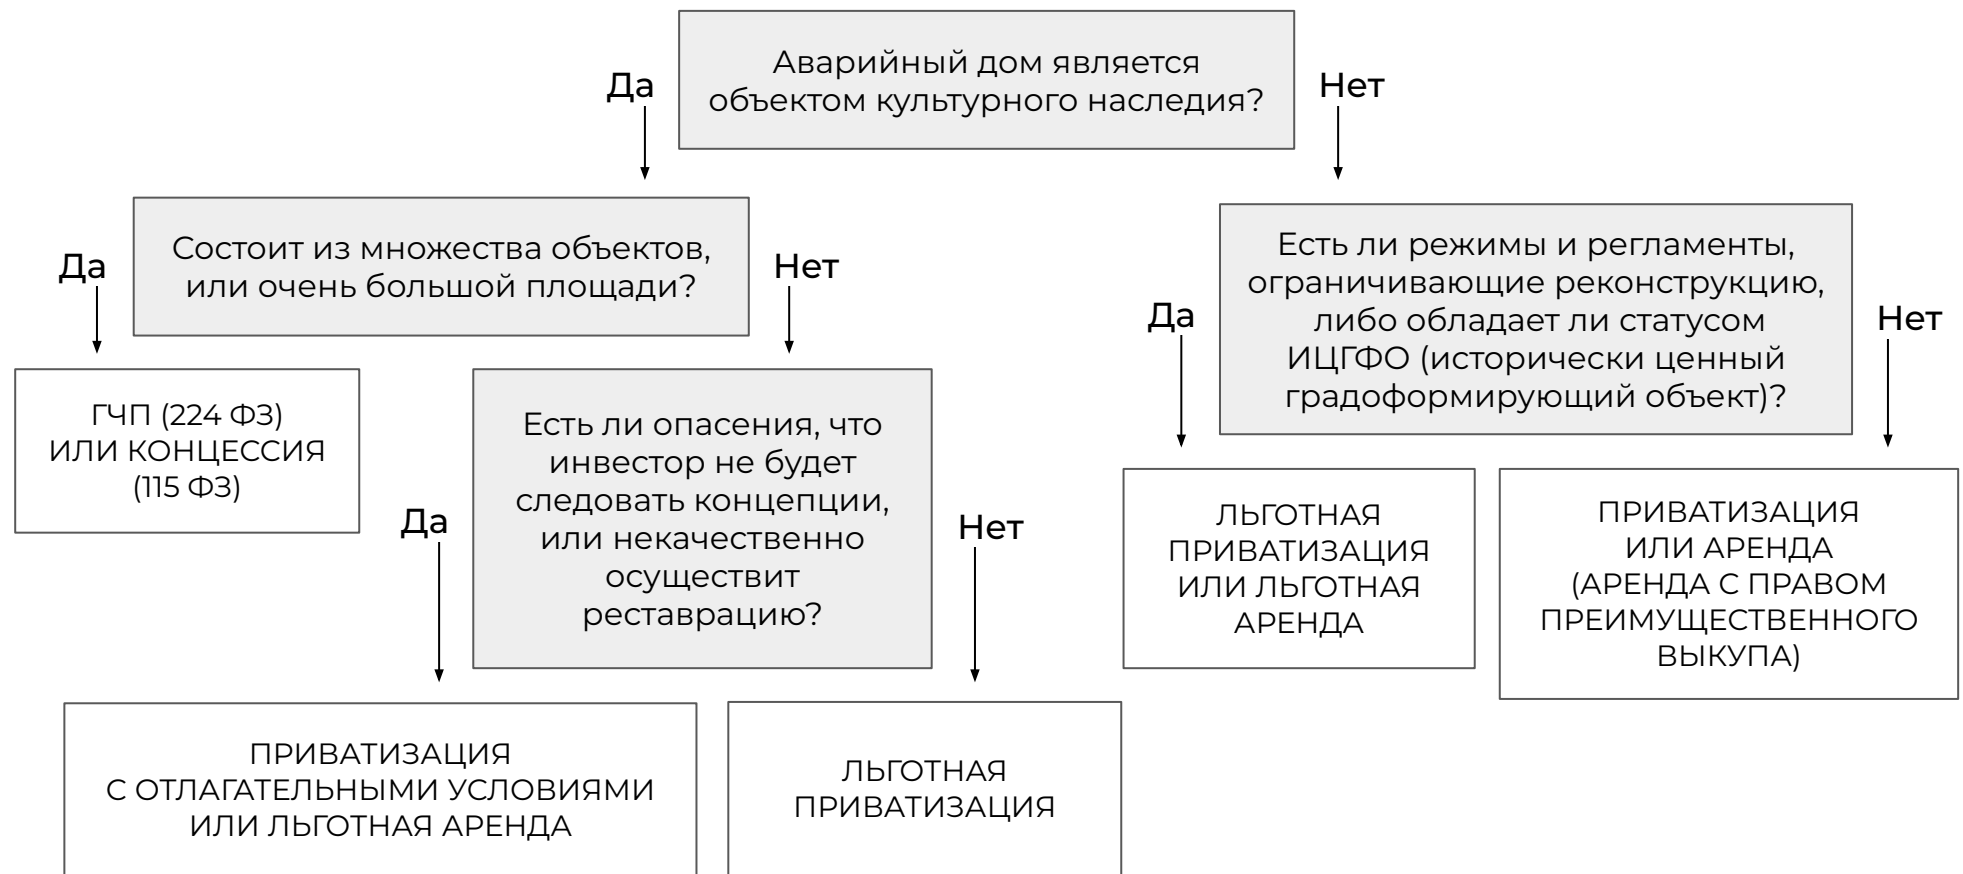 Аварийный дом является
объектом культурного наследия?
Да
Нет
Состоит из множества объектов,
или очень большой площади?
Да
Нет
Есть ли режимы и регламенты,
ограничивающие реконструкцию,
либо обладает ли статусом
ИЦГФО (исторически ценный
градоформирующий объект)?
Да
Нет
ГЧП (224 ФЗ)
ИЛИ КОНЦЕССИЯ
(115 ФЗ)
Есть ли опасения, что
инвестор не будет
следовать концепции,
или некачественно
осуществит
реставрацию?
Да
Нет
ЛЬГОТНАЯ
ПРИВАТИЗАЦИЯ
ИЛИ ЛЬГОТНАЯ
АРЕНДА
ПРИВАТИЗАЦИЯ
ИЛИ АРЕНДА
(АРЕНДА С ПРАВОМ
ПРЕИМУЩЕСТВЕННОГО
ВЫКУПА)
ПРИВАТИЗАЦИЯ
С ОТЛАГАТЕЛЬНЫМИ УСЛОВИЯМИ
ИЛИ ЛЬГОТНАЯ АРЕНДА
ЛЬГОТНАЯ
ПРИВАТИЗАЦИЯ